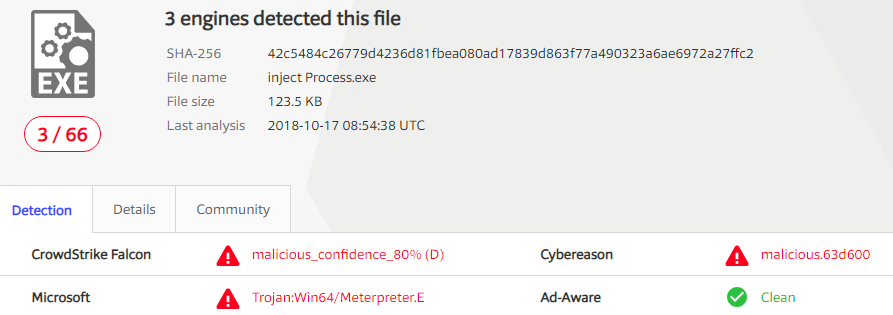 3 engines detected this file
SHA-256 42c5484c26779d4236d81fbea080ad17839d863f77a490323a6ae6972a27ffc2
File name inject Process.exe
File size 123.5 KB
Last analysis 2018-10-17 08:54:38 UTC
EXE
3 / 66
Detection Details Community
CrowdStrike Falcon malicious_confidence_80% (D) Cybereason malicious.63d600
Microsoft Trojan:Win64/Meterpreter.E Ad-Aware Clean